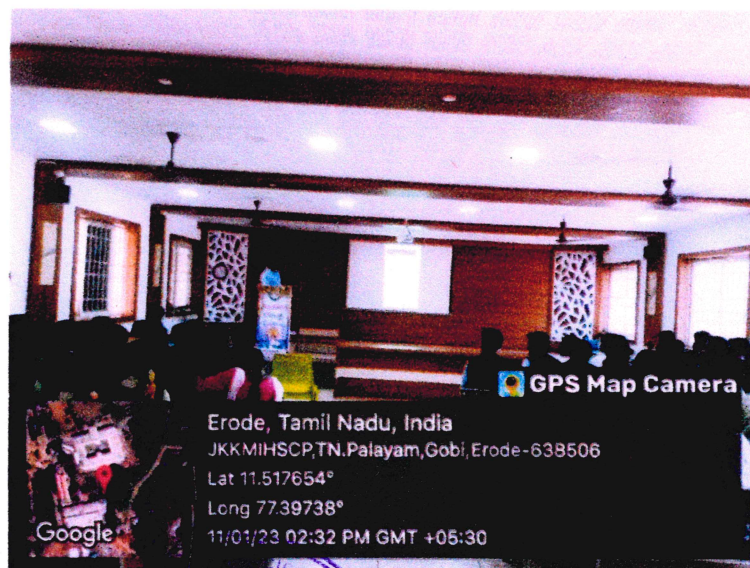 GPS Map Camera
Erode, Tamil Nadu, India
JKKMIHSCP,TN.Palayam,Gobi,Erode-638506
Lat 11.517654°
Long 77.39738°
11/01/23 02:32 PM GMT +05:30
Google